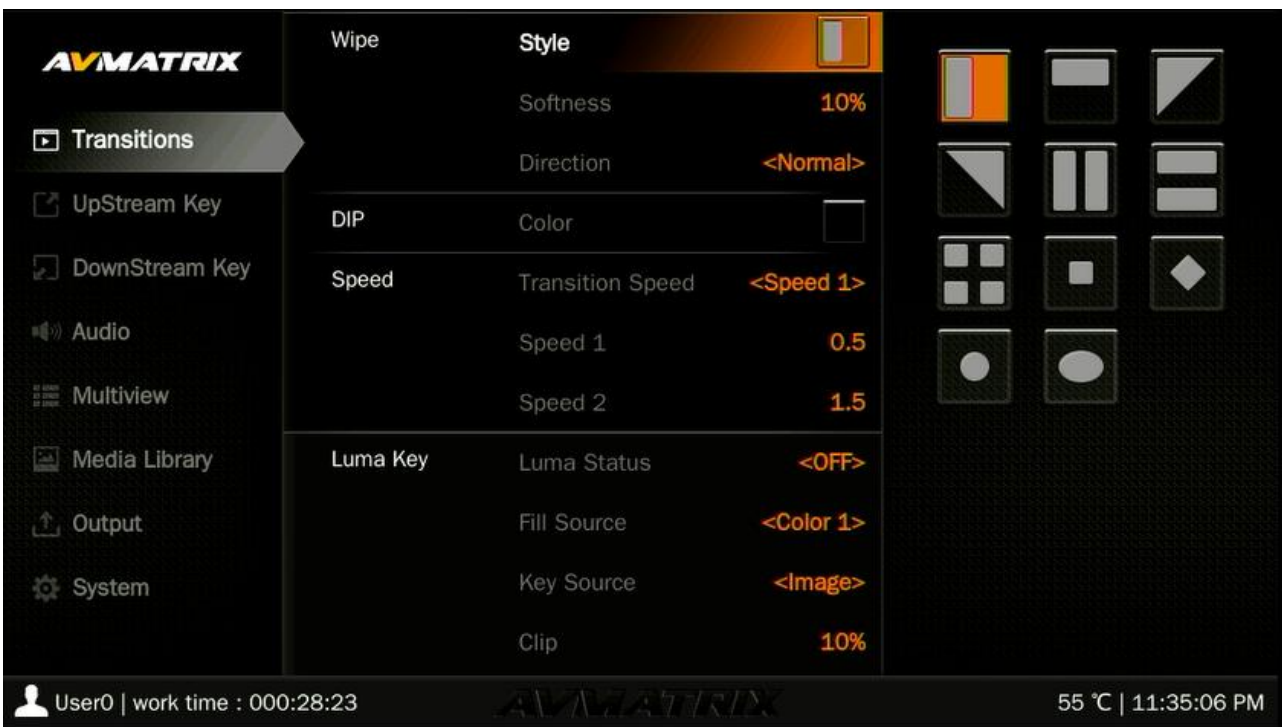 AVMATRIX
Transitions
UpStream Key
DownStream Key
Audio
Multiview
Media Library
Output
System
Wipe Style
Softness 10%
Direction <Normal>
DIP Color
Speed Transition Speed <Speed 1>
Speed 1 0.5
Speed 2 1.5
Luma Key Luma Status <OFF>
Fill Source <Color 1>
Key Source <Image>
Clip 10%
User0 | work time : 000:28:23 AVMATRIX 55 ℃ | 11:35:06 PM